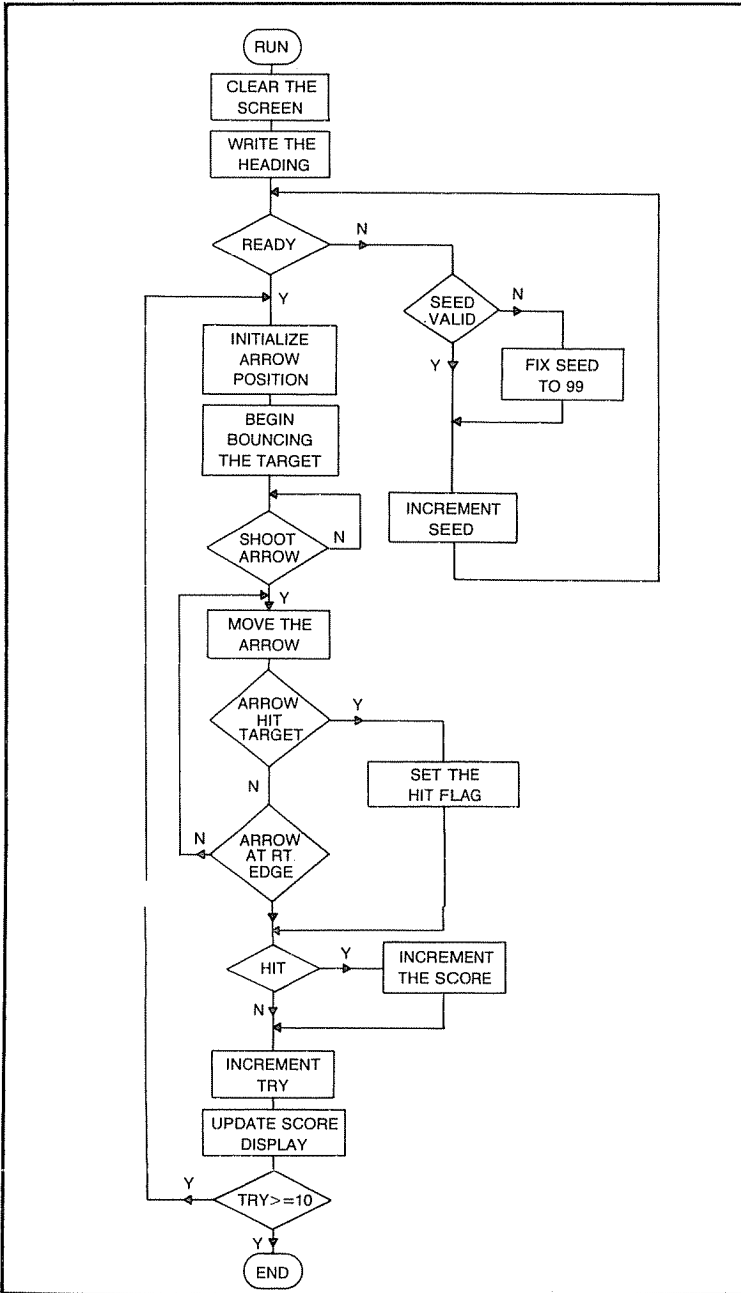 RUN
CLEAR THE
SCREEN
WRITE THE
HEADING
READY
N
Y
SEED
VALID
N
Y
FIX SEED
TO 99
INCREMENT
SEED
INITIALIZE
ARROW
POSITION
BEGIN
BOUNCING
THE TARGET
SHOOT
ARROW
N
Y
MOVE THE
ARROW
ARROW
HIT
TARGET
Y
N
SET THE
HIT FLAG
ARROW
AT RT.
EDGE
N
HIT
Y
INCREMENT
THE SCORE
N
INCREMENT
TRY
UPDATE SCORE
DISPLAY
Y
TRY>=10
Y
END